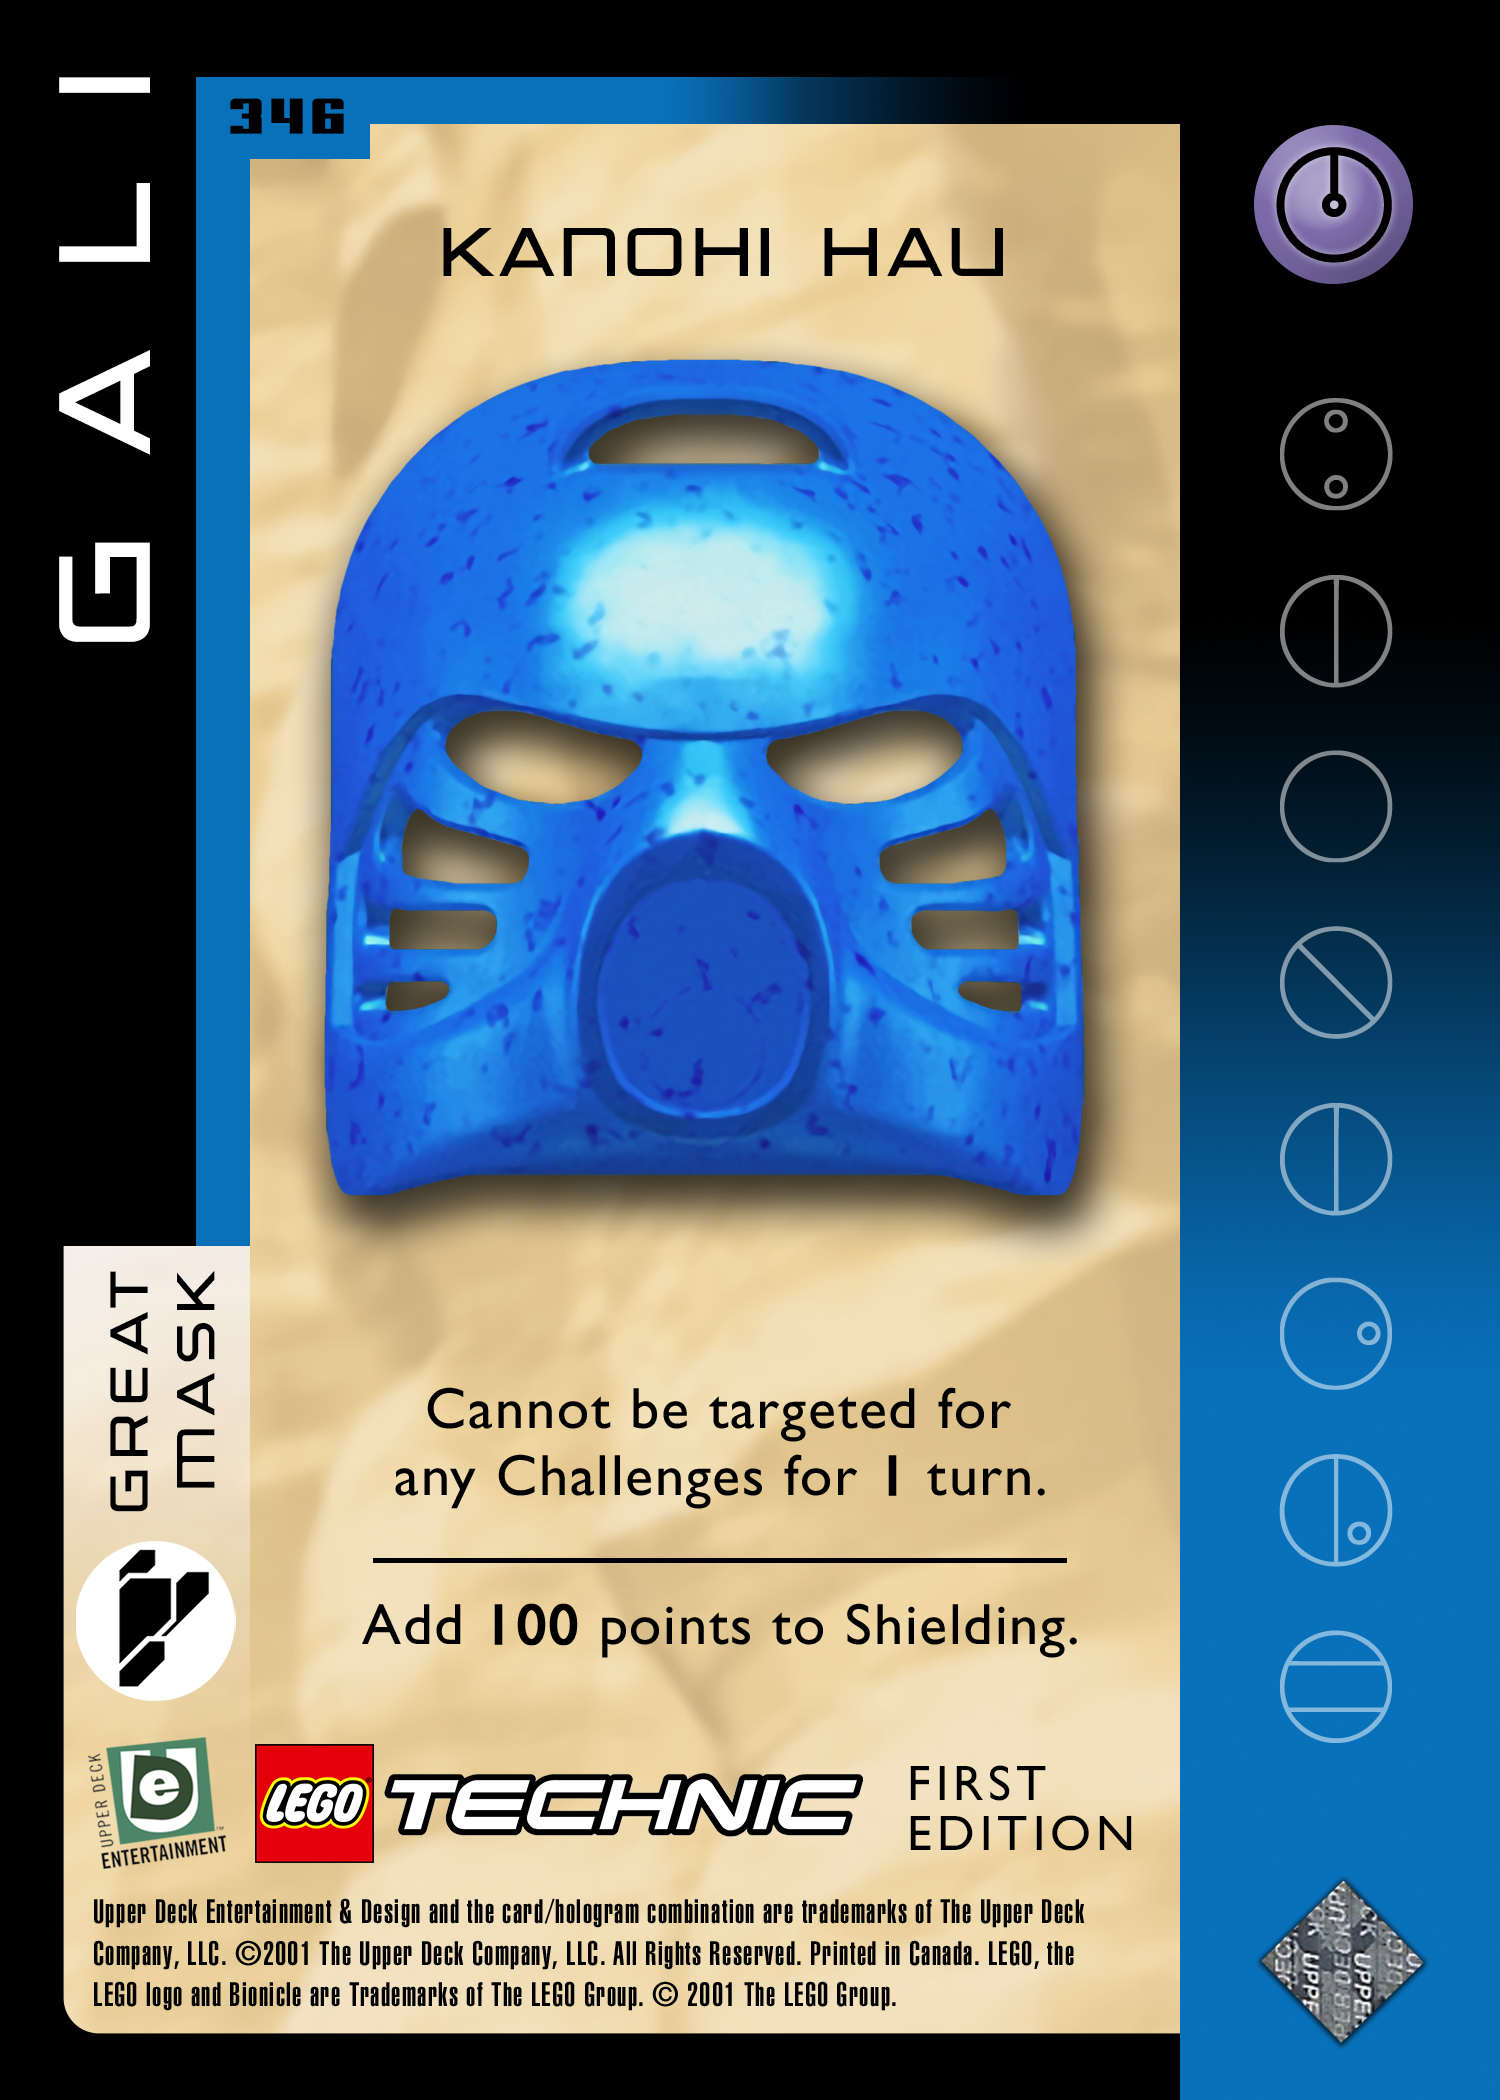 GALI
346
KANOHI HAU
GREAT
MASK
Cannot be targeted for
any Challenges for 1 turn.
Add 100 points to Shielding.
UPPER DECK
e
ENTERTAINMENT™
LEGO TECHNIC
FIRST
EDITION
Upper Deck Entertainment & Design and the card/hologram combination are trademarks of The Upper Deck
Company, LLC. ©2001 The Upper Deck Company, LLC. All Rights Reserved. Printed in Canada. LEGO, the
LEGO logo and Bionicle are Trademarks of The LEGO Group. © 2001 The LEGO Group.